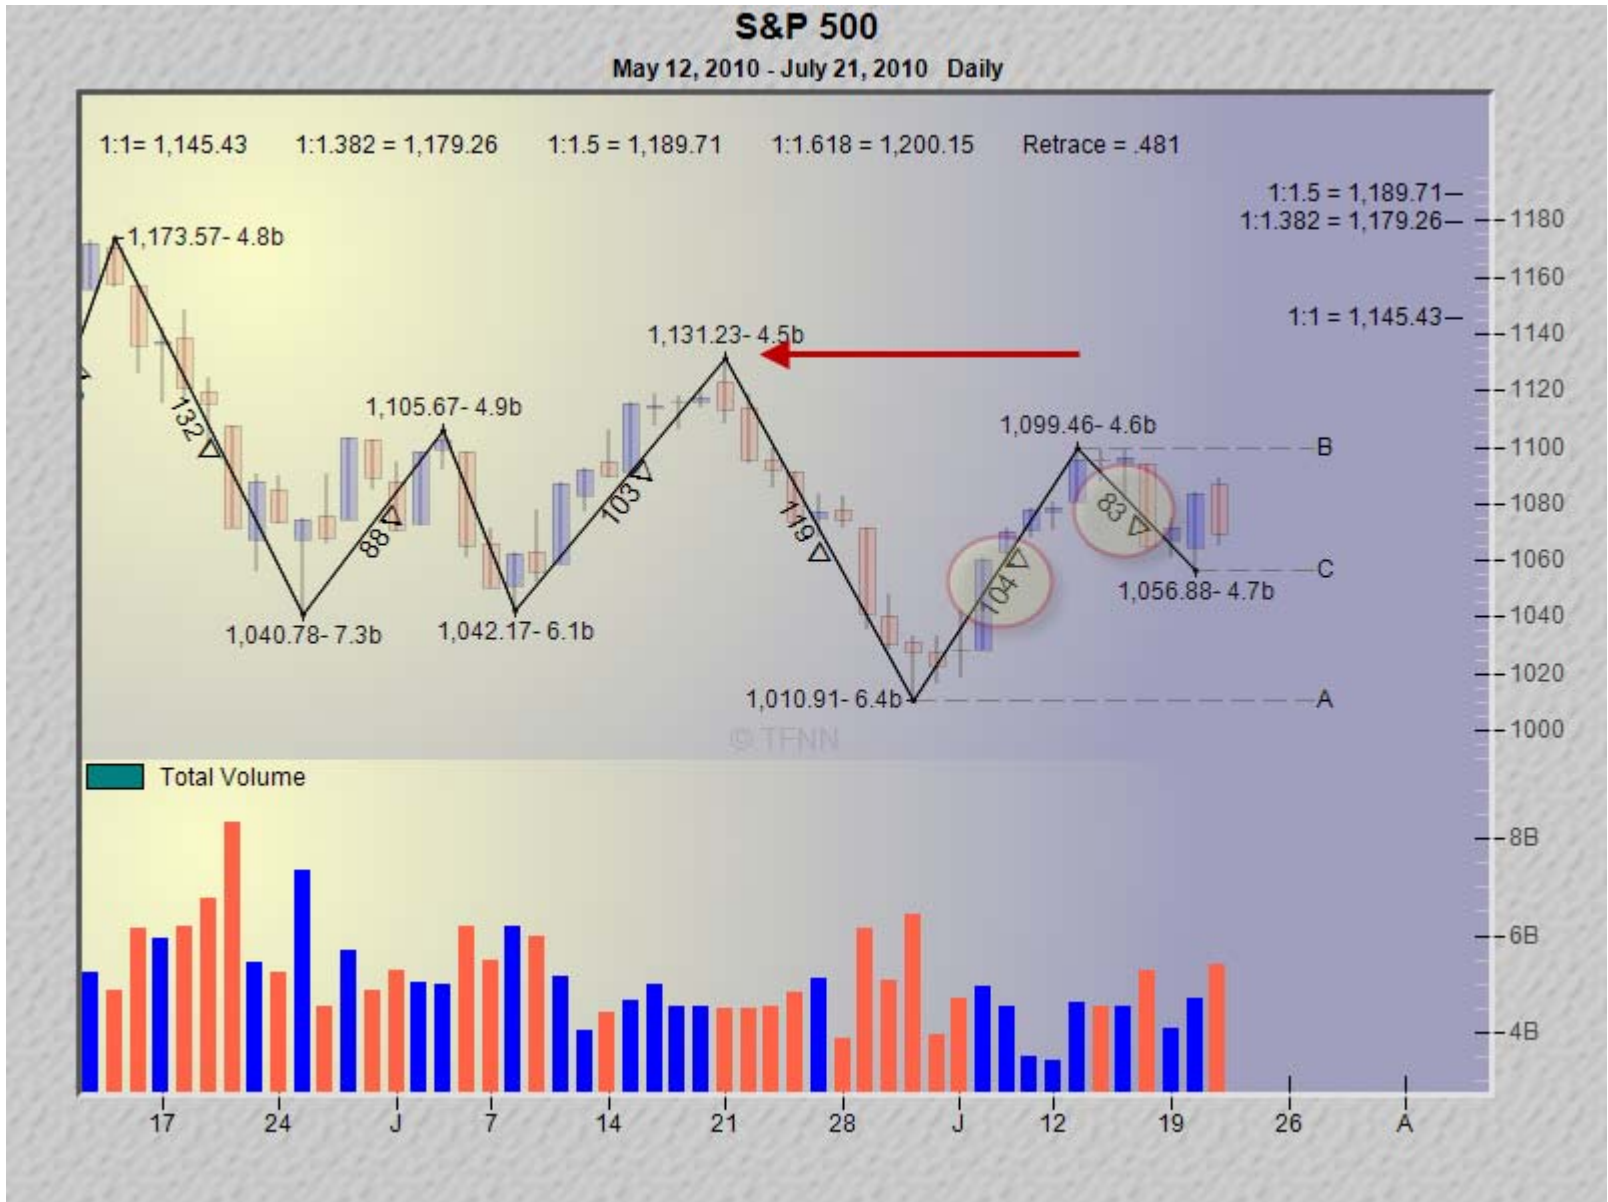 S&P 500
May 12, 2010 - July 21, 2010 Daily
1:1= 1,145.43 1:1.382 = 1,179.26 1:1.5 = 1,189.71 1:1.618 = 1,200.15 Retrace = .481
1:1.5 = 1,189.71
1:1.382 = 1,179.26
1:1 = 1,145.43
1180
1160
1140
1120
1100
1080
1060
1040
1020
1000
1,173.57- 4.8b
132
1,040.78- 7.3b
88
1,105.67- 4.9b
1,042.17- 6.1b
103
1,131.23- 4.5b
119
1,010.91- 6.4b
104
1,099.46- 4.6b
83
1,056.88- 4.7b
B
C
A
© TFNN
Total Volume
8B
6B
4B
17 24 J 7 14 21 28 J 12 19 26 A